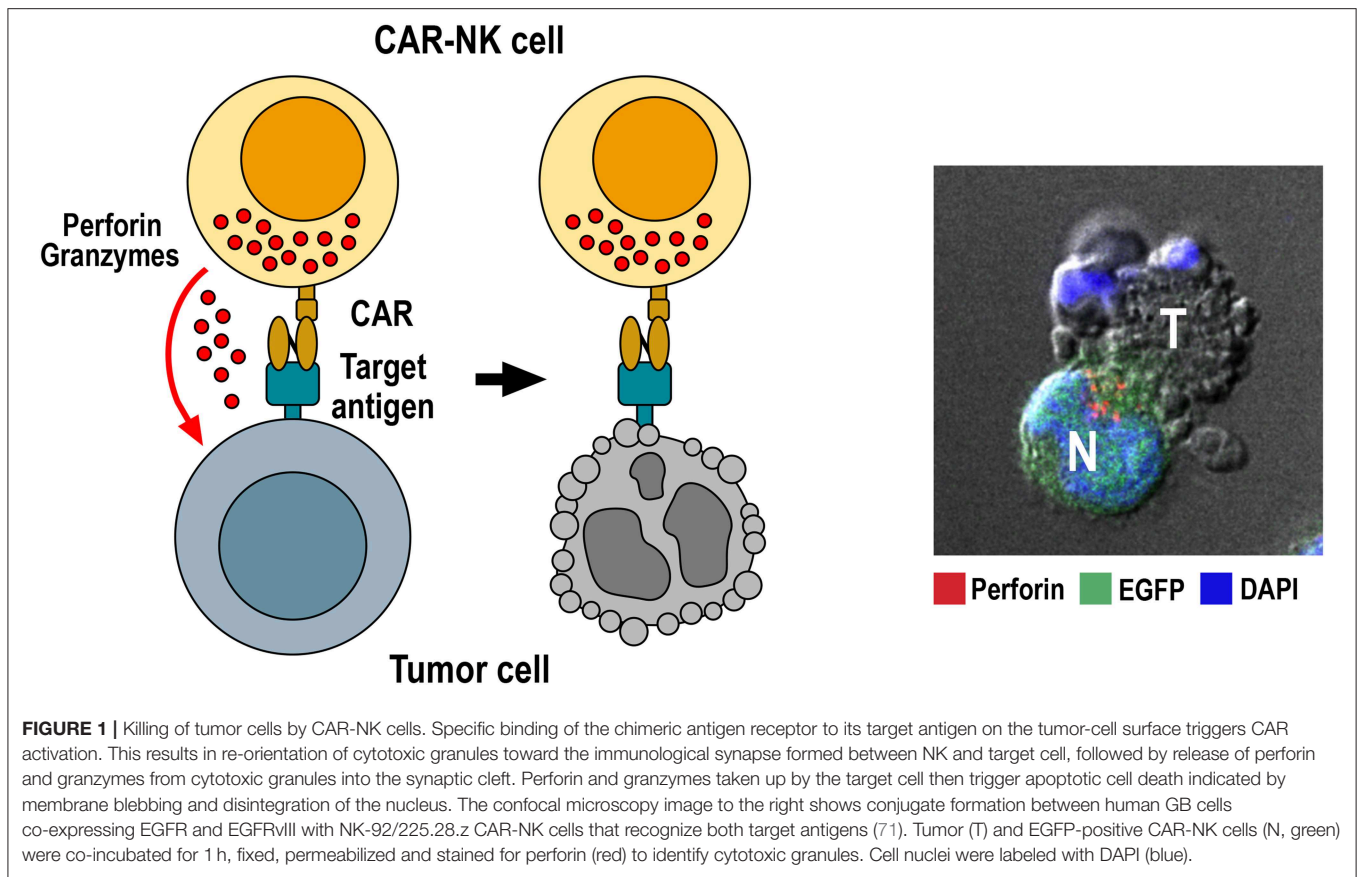 CAR-NK cell
Perforin
Granzymes
CAR
Target
antigen
Tumor cell
T
N
Perforin EGFP DAPI
FIGURE 1 | Killing of tumor cells by CAR-NK cells. Specific binding of the chimeric antigen receptor to its target antigen on the tumor-cell surface triggers CAR
activation. This results in re-orientation of cytotoxic granules toward the immunological synapse formed between NK and target cell, followed by release of perforin
and granzymes from cytotoxic granules into the synaptic cleft. Perforin and granzymes taken up by the target cell then trigger apoptotic cell death indicated by
membrane blebbing and disintegration of the nucleus. The confocal microscopy image to the right shows conjugate formation between human GB cells
co-expressing EGFR and EGFRvIII with NK-92/225.28.z CAR-NK cells that recognize both target antigens (71). Tumor (T) and EGFP-positive CAR-NK cells (N, green)
were co-incubated for 1 h, fixed, permeabilized and stained for perforin (red) to identify cytotoxic granules. Cell nuclei were labeled with DAPI (blue).